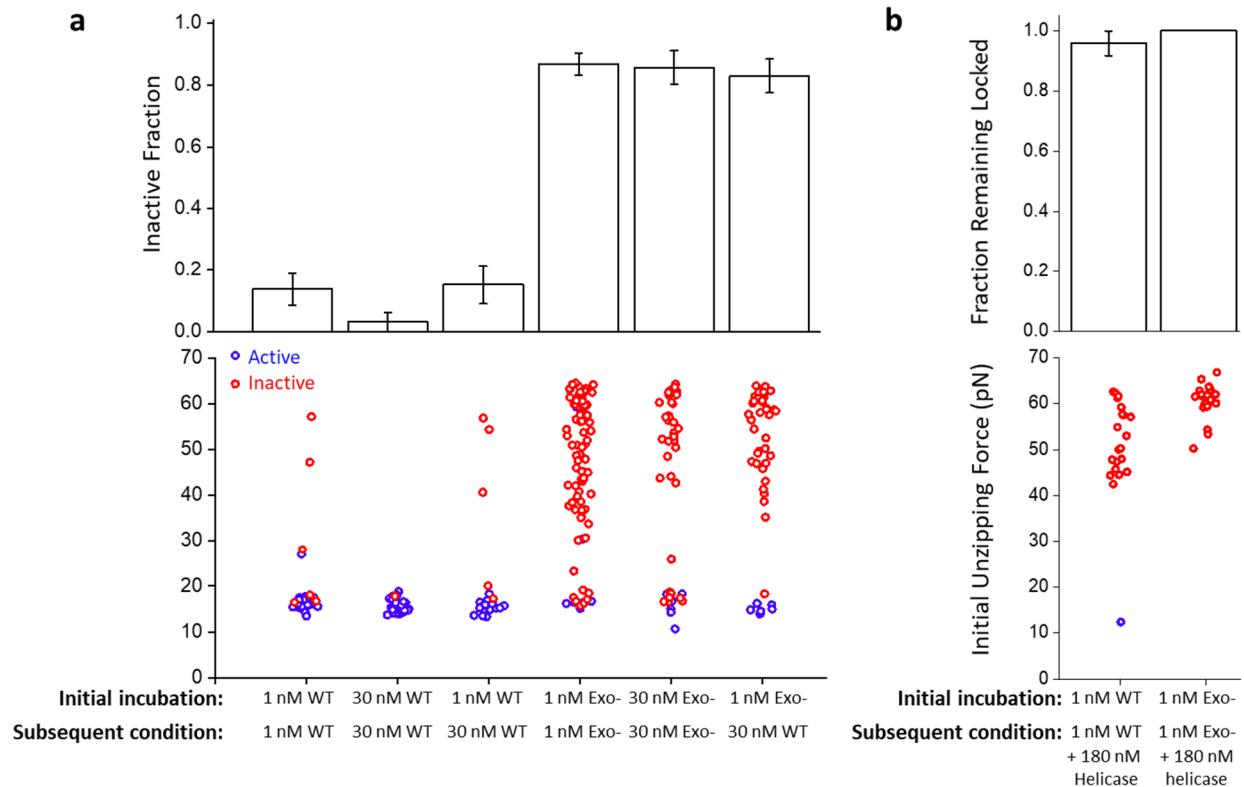 a
Inactive Fraction
1.0
0.8
0.6
0.4
0.2
0.0
Active
Inactive
70
60
50
40
30
20
10
0
Initial incubation: 1 nM WT 30 nM WT 1 nM WT 1 nM Exo- 30 nM Exo- 1 nM Exo-
Subsequent condition: 1 nM WT 30 nM WT 30 nM WT 1 nM Exo- 30 nM Exo- 30 nM WT
b
Fraction Remaining Locked
1.0
0.8
0.6
0.4
0.2
0.0
Initial Unzipping Force (pN)
70
60
50
40
30
20
10
0
Initial incubation: 1 nM WT 1 nM Exo-
Subsequent condition: 1 nM WT 1 nM Exo-
+ 180 nM + 180 nM
Helicase helicase